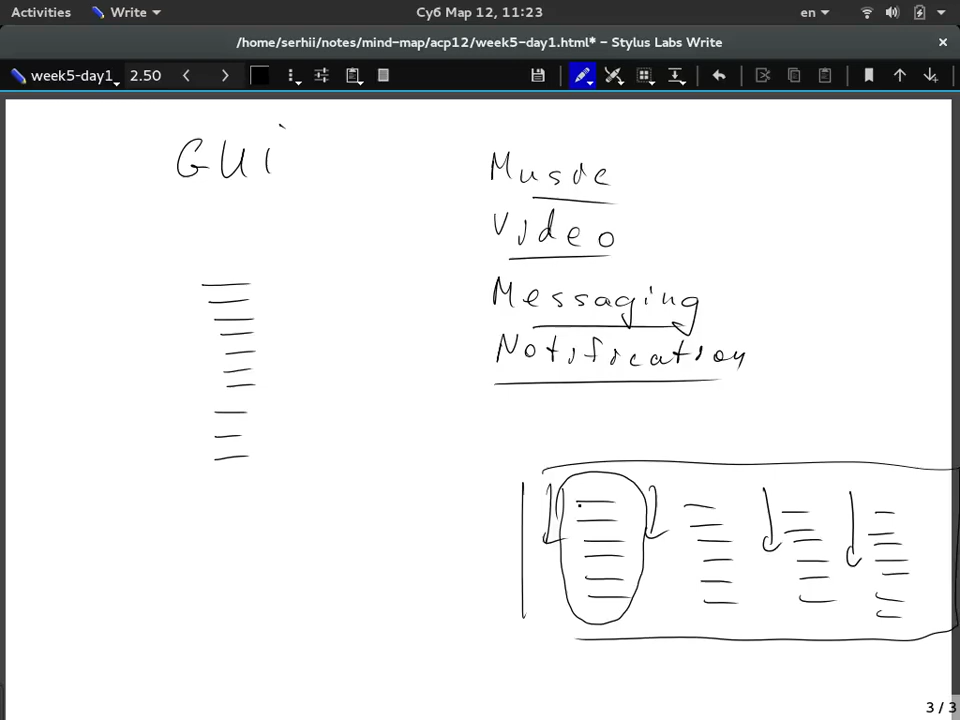 Activities Write Суб Мар 12, 11:23 en
/home/serhii/notes/mind-map/acp12/week5-day1.html* – Stylus Labs Write
week5-day1 2.50
GUi
Music
Video
Messaging
Notification
3 / 3